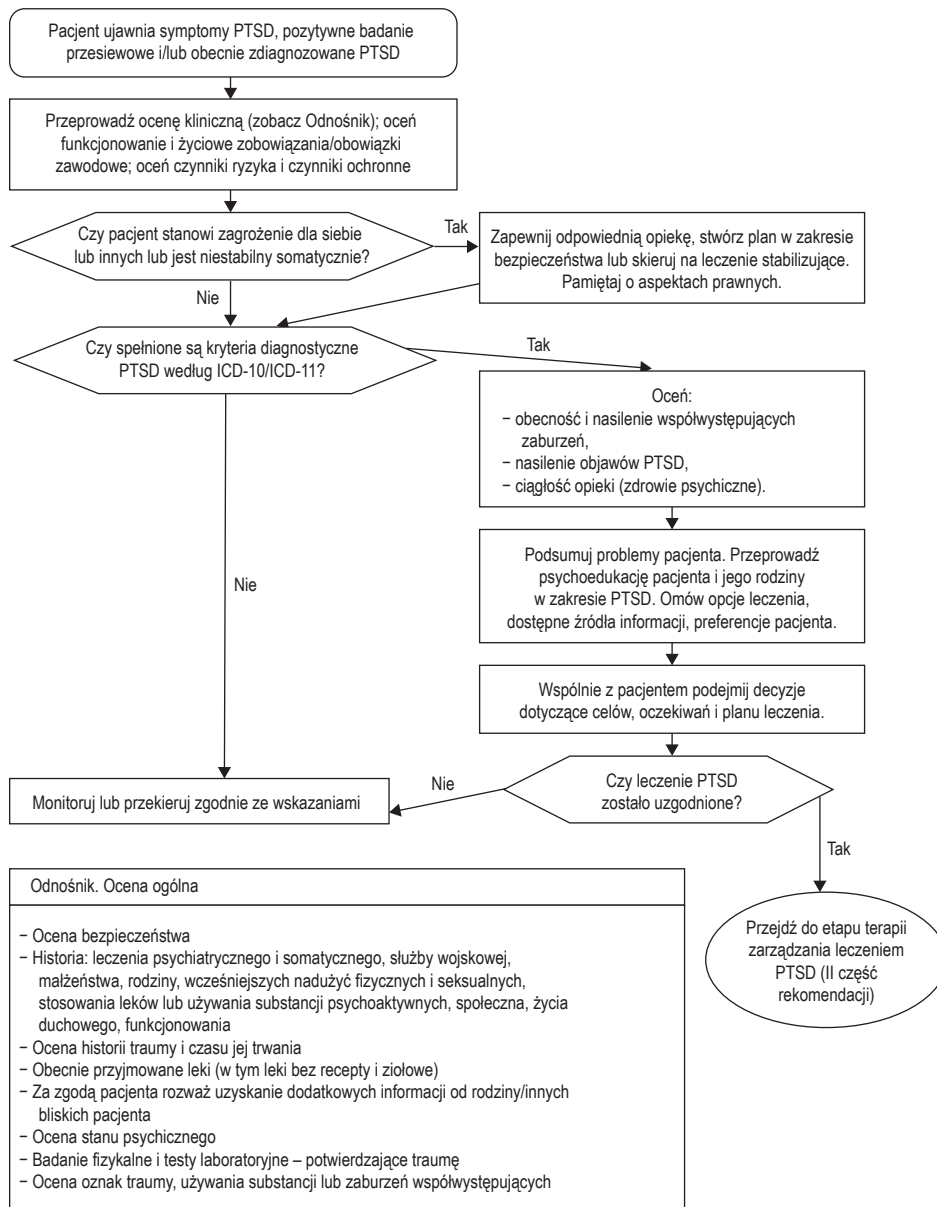 Pacjent ujawnia symptomy PTSD, pozytywne badanie
przesiewowe i/lub obecnie zdiagnozowane PTSD
Przeprowadź ocenę kliniczną (zobacz Odnośnik); oceń
funkcjonowanie i życiowe zobowiązania/obowiązki
zawodowe; oceń czynniki ryzyka i czynniki ochronne
Czy pacjent stanowi zagrożenie dla siebie
lub innych lub jest niestabilny somatycznie?
Tak
Zapewnij odpowiednią opiekę, stwórz plan w zakresie
bezpieczeństwa lub skieruj na leczenie stabilizujące.
Pamiętaj o aspektach prawnych.
Nie
Czy spełnione są kryteria diagnostyczne
PTSD według ICD-10/ICD-11?
Tak
Oceń:
− obecność i nasilenie współwystępujących
zaburzeń,
− nasilenie objawów PTSD,
− ciągłość opieki (zdrowie psychiczne).
Nie
Podsumuj problemy pacjenta. Przeprowadź
psychoedukację pacjenta i jego rodziny
w zakresie PTSD. Omów opcje leczenia,
dostępne źródła informacji, preferencje pacjenta.
Wspólnie z pacjentem podejmij decyzje
dotyczące celów, oczekiwań i planu leczenia.
Czy leczenie PTSD
zostało uzgodnione?
Nie
Monitoruj lub przekieruj zgodnie ze wskazaniami
Tak
Przejdź do etapu terapii
zarządzania leczeniem
PTSD (II część
rekomendacji)
Odnośnik. Ocena ogólna
− Ocena bezpieczeństwa
− Historia: leczenia psychiatrycznego i somatycznego, służby wojskowej,
małżeństwa, rodziny, wcześniejszych nadużyć fizycznych i seksualnych,
stosowania leków lub używania substancji psychoaktywnych, społeczna, życia
duchowego, funkcjonowania
− Ocena historii traumy i czasu jej trwania
− Obecnie przyjmowane leki (w tym leki bez recepty i ziołowe)
− Za zgodą pacjenta rozważ uzyskanie dodatkowych informacji od rodziny/innych
bliskich pacjenta
− Ocena stanu psychicznego
− Badanie fizykalne i testy laboratoryjne – potwierdzające traumę
− Ocena oznak traumy, używania substancji lub zaburzeń współwystępujących